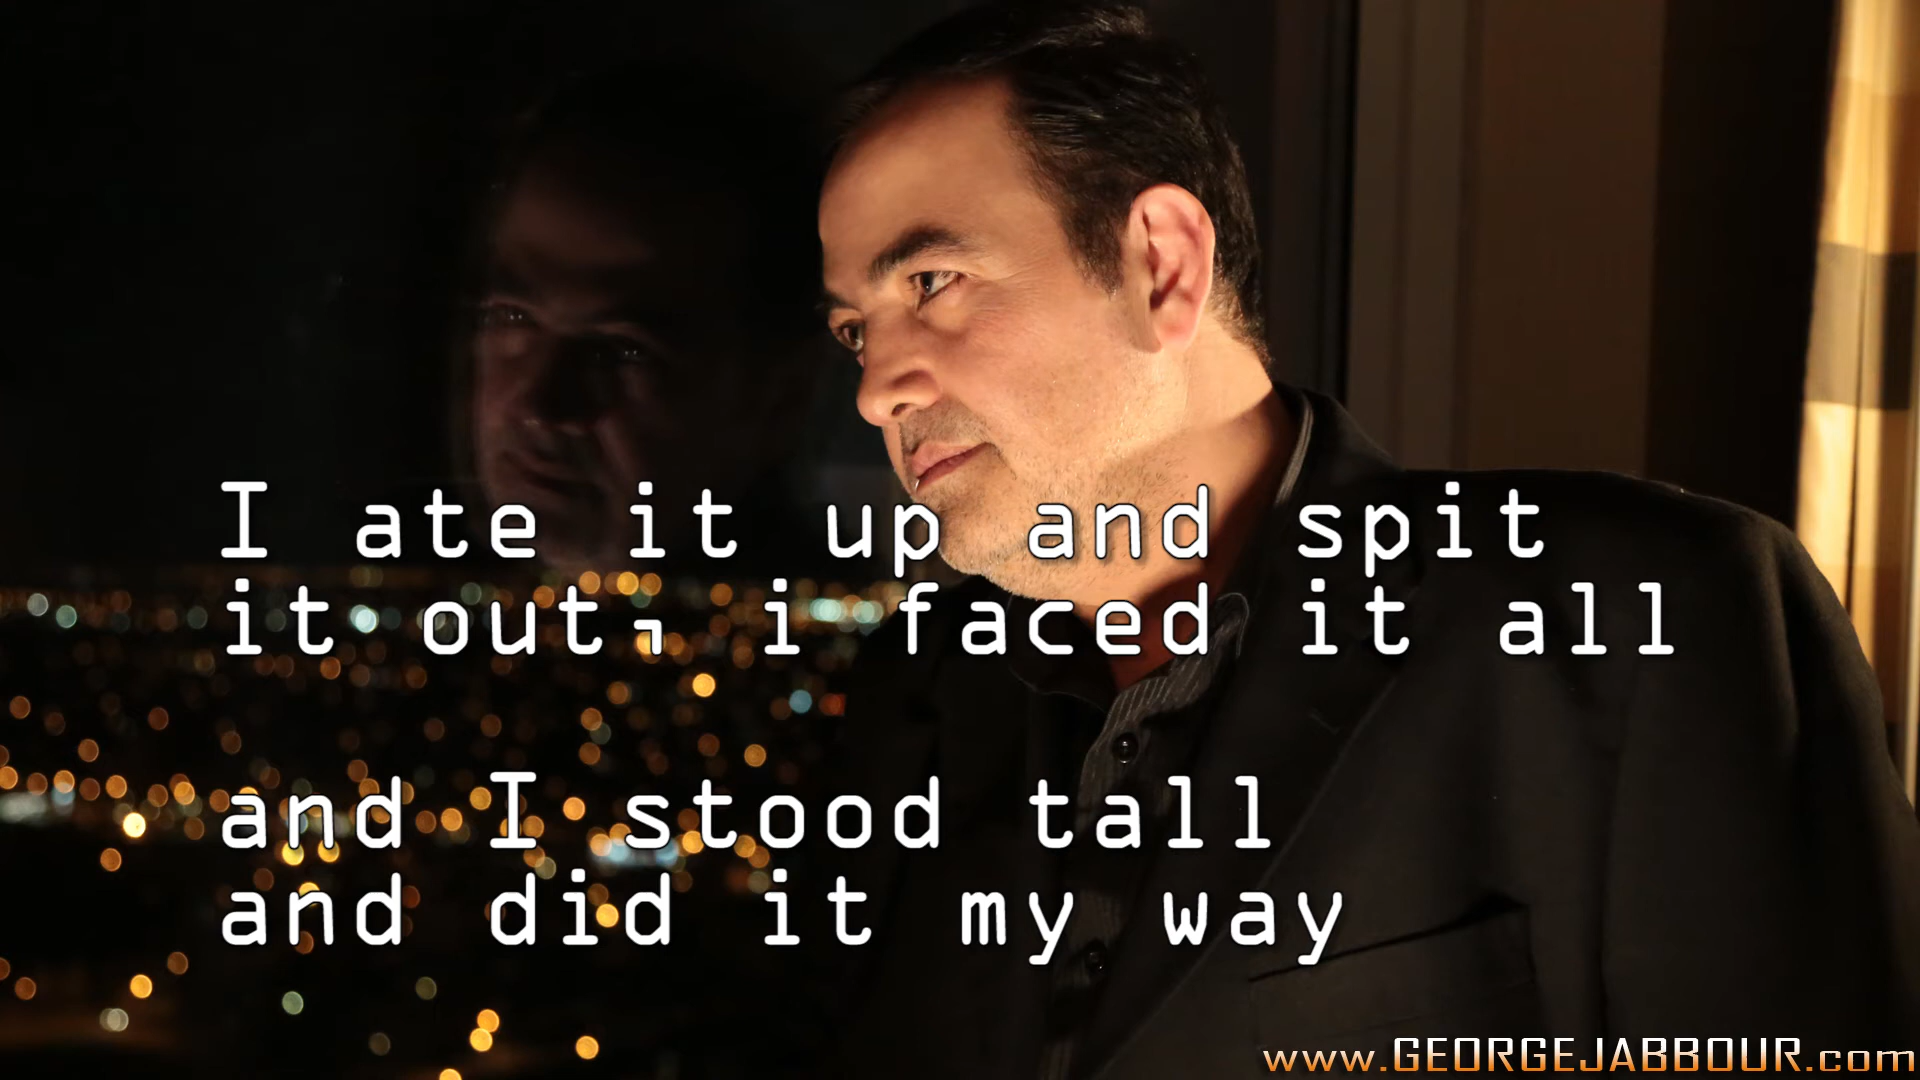 I ate it up and spit
it out, i faced it all
and I stood tall
and did it my way
www.GEORGEJABBOUR.com